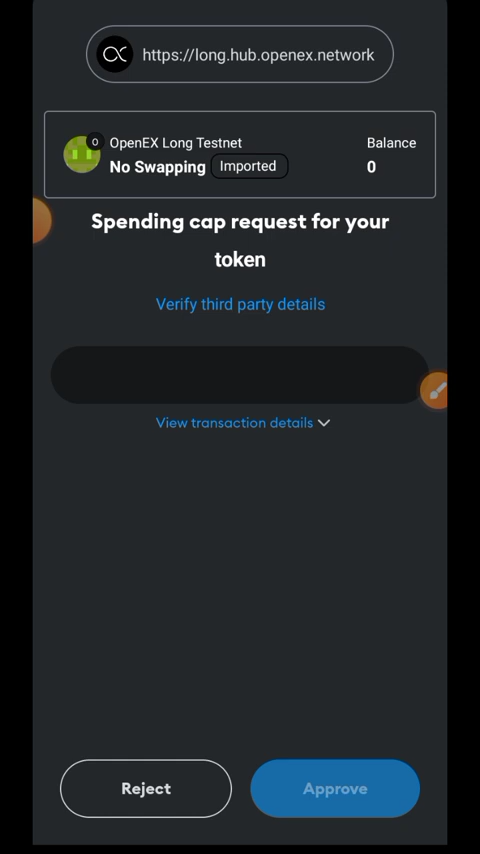 https://long.hub.openex.network
OpenEX Long Testnet
Balance
No Swapping
Imported
0
Spending cap request for your
token
Verify third party details
View transaction details
Reject
Approve